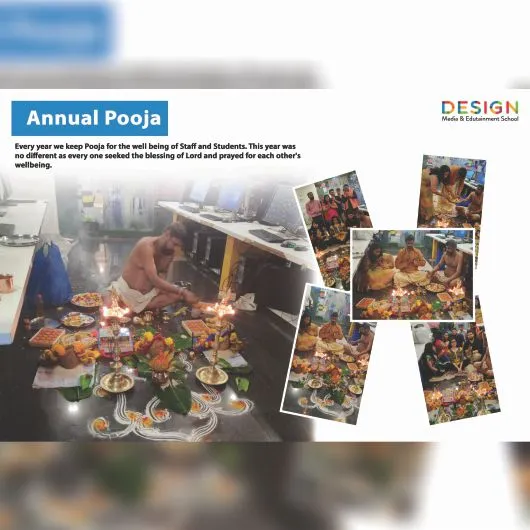 Annual Pooja
DESIGN
Media & Edutainment School
Every year we keep Pooja for the well being of Staff and Students. This year was
no different as every one seeked the blessing of Lord and prayed for each other's
wellbeing.